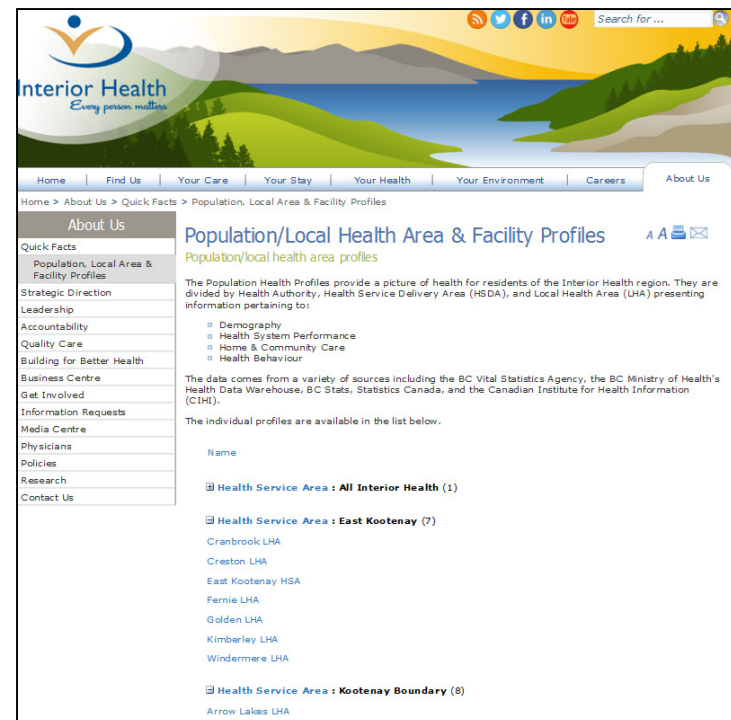 Search for ...
Interior Health
Every person matters
Home | Find Us | Your Care | Your Stay | Your Health | Your Environment | Careers About Us
Home > About Us > Quick Facts > Population, Local Area & Facility Profiles
About Us
Quick Facts
Population, Local Area &
Facility Profiles
Strategic Direction
Leadership
Accountability
Quality Care
Building for Better Health
Business Centre
Get Involved
Information Requests
Media Centre
Physicians
Policies
Research
Contact Us
Population/Local Health Area & Facility Profiles A A
Population/local health area profiles
The Population Health Profiles provide a picture of health for residents of the Interior Health region. They are
divided by Health Authority, Health Service Delivery Area (HSDA), and Local Health Area (LHA) presenting
information pertaining to:
Demography
Health System Performance
Home & Community Care
Health Behaviour
The data comes from a variety of sources including the BC Vital Statistics Agency, the BC Ministry of Health's
Health Data Warehouse, BC Stats, Statistics Canada, and the Canadian Institute for Health Information
(CIHI).
The individual profiles are available in the list below.
Name
Health Service Area : All Interior Health (1)
Health Service Area : East Kootenay (7)
Cranbrook LHA
Creston LHA
East Kootenay HSA
Fernie LHA
Golden LHA
Kimberley LHA
Windermere LHA
Health Service Area : Kootenay Boundary (8)
Arrow Lakes LHA